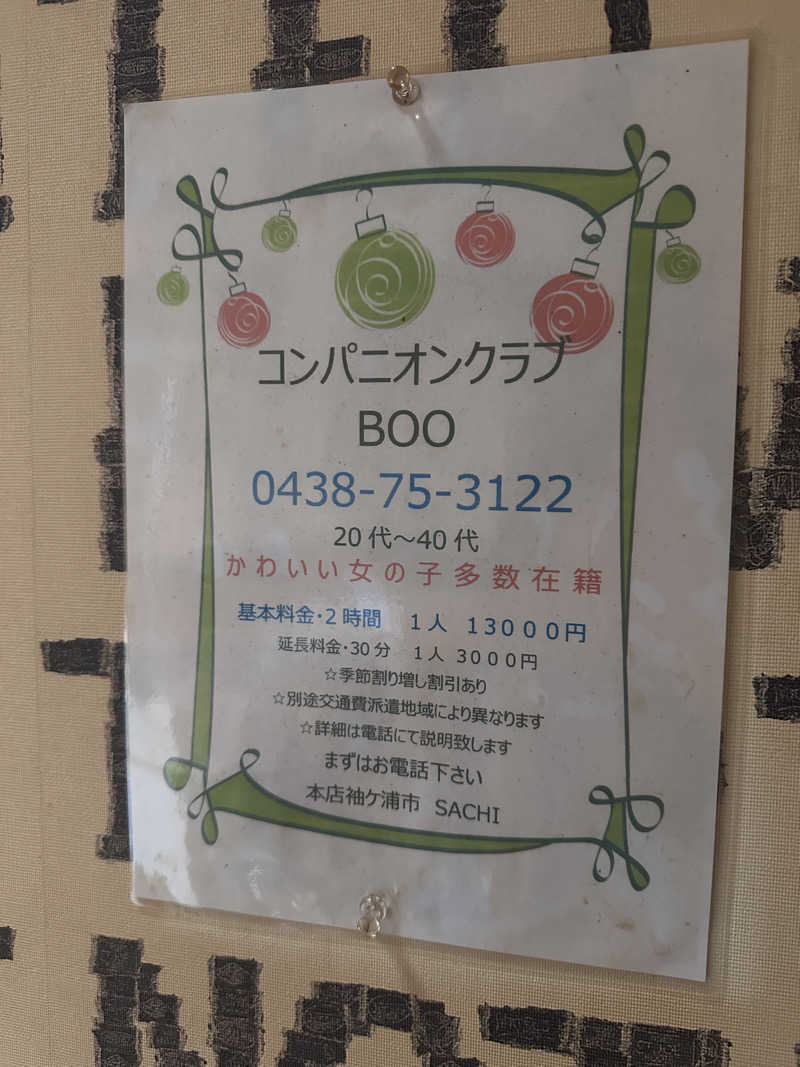 コンパニオンクラブ
BOO
0438-75-3122
20代～40代
かわいい女の子多数在籍
基本料金・2時間　1人　13000円
延長料金・30分　1人　3000円
☆季節割り増し割引あり
☆別途交通費派遣地域により異なります
☆詳細は電話にて説明致します
まずはお電話下さい
本店袖ケ浦市　SACHI